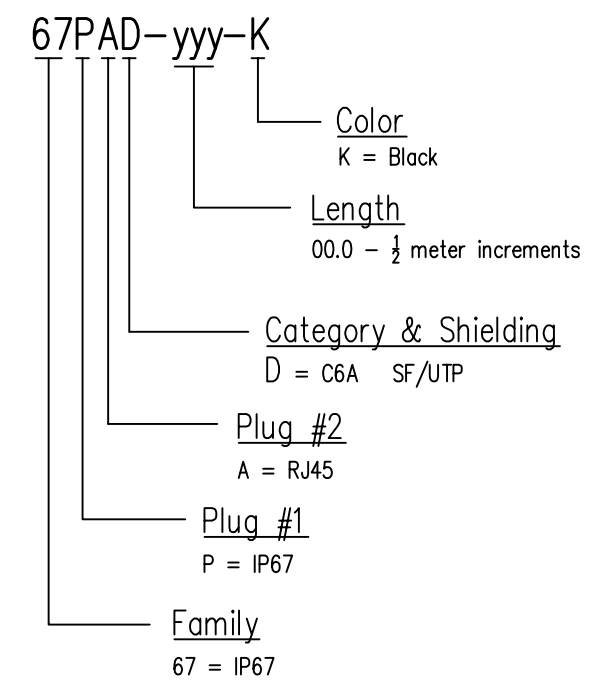 67PAD-yyy-K
Color
K = Black
Length
00.0 - ½ meter increments
Category & Shielding
D = C6A SF/UTP
Plug #2
A = RJ45
Plug #1
P = IP67
Family
67 = IP67